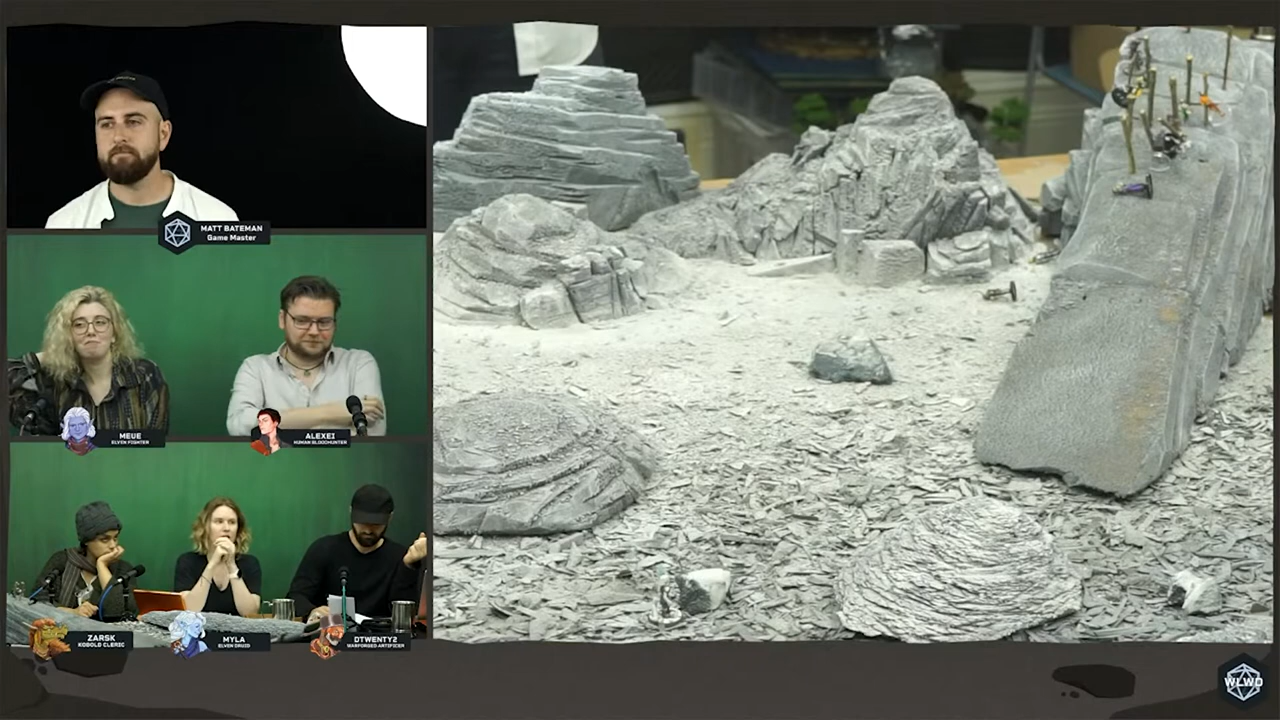 MATT BATEMAN
Game Master
MEUE
ELVEN FIGHTER
ALEXEI
HUMAN BLOODHUNTER
ZARSK
KOBOLD CLERIC
MYLA
ELVEN DRUID
DTWENTY2
WARFORGED ARTIFICER
WLWD